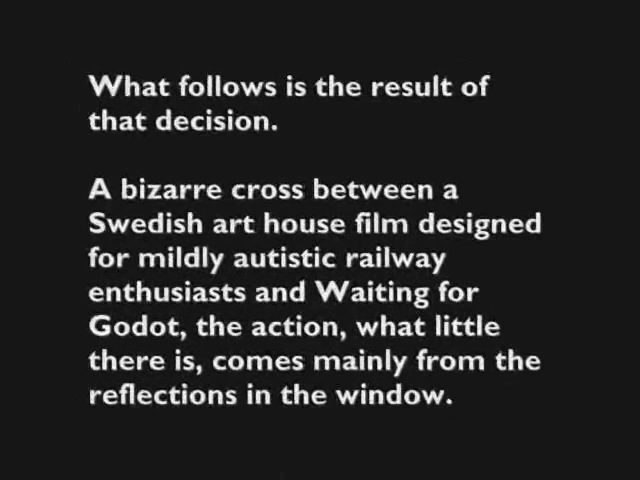 What follows is the result of
that decision.
A bizarre cross between a
Swedish art house film designed
for mildly autistic railway
enthusiasts and Waiting for
Godot, the action, what little
there is, comes mainly from the
reflections in the window.